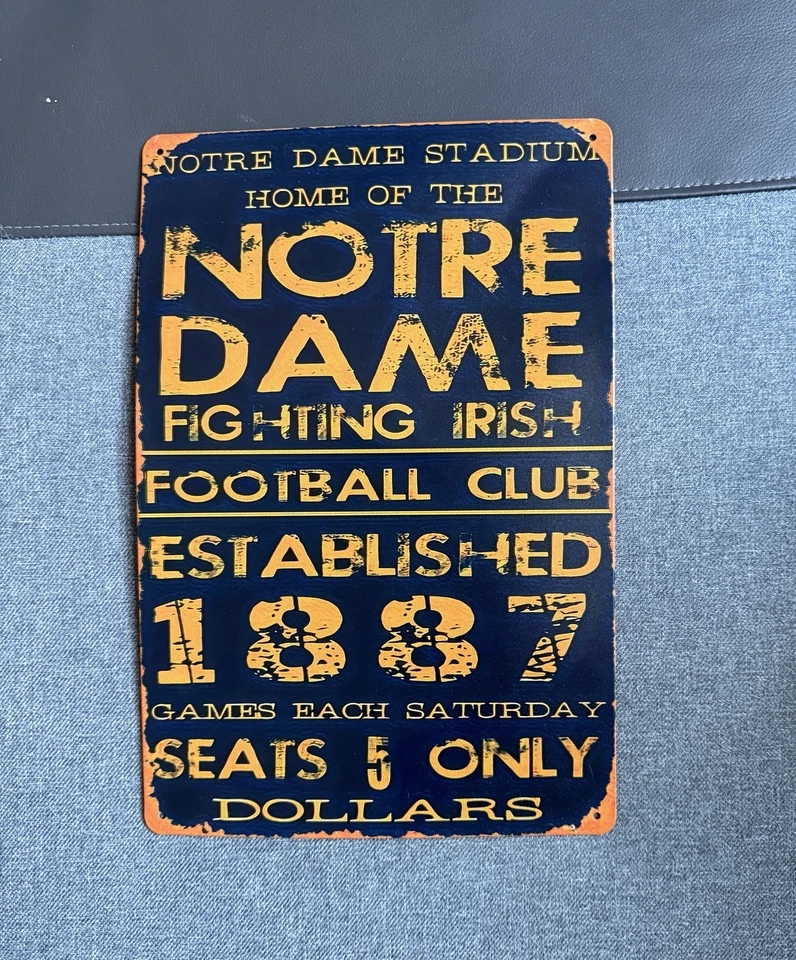 NOTRE DAME STADIUM
HOME OF THE
NOTRE
DAME
FIGHTING IRISH
FOOTBALL CLUB
ESTABLISHED
1887
GAMES EACH SATURDAY
SEATS 5 ONLY
DOLLARS